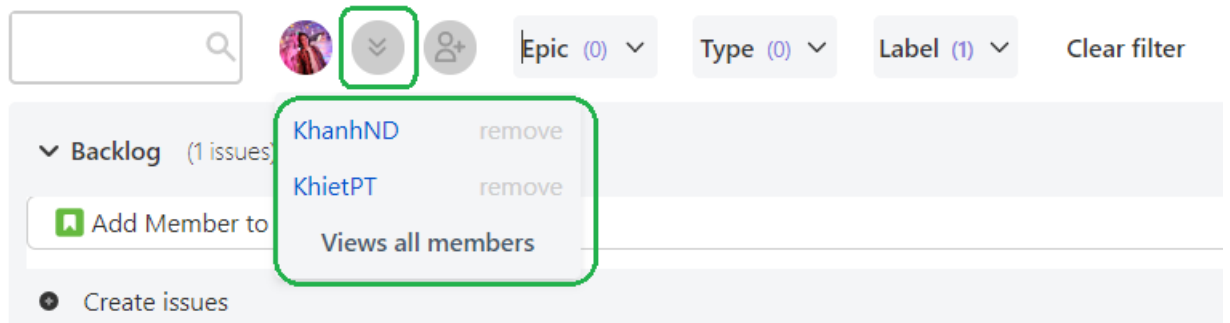 Epic (0)
Type (0)
Label (1)
Clear filter
KhanhND remove
Backlog (1 issues)
KhietPT remove
Add Member to
Views all members
Create issues